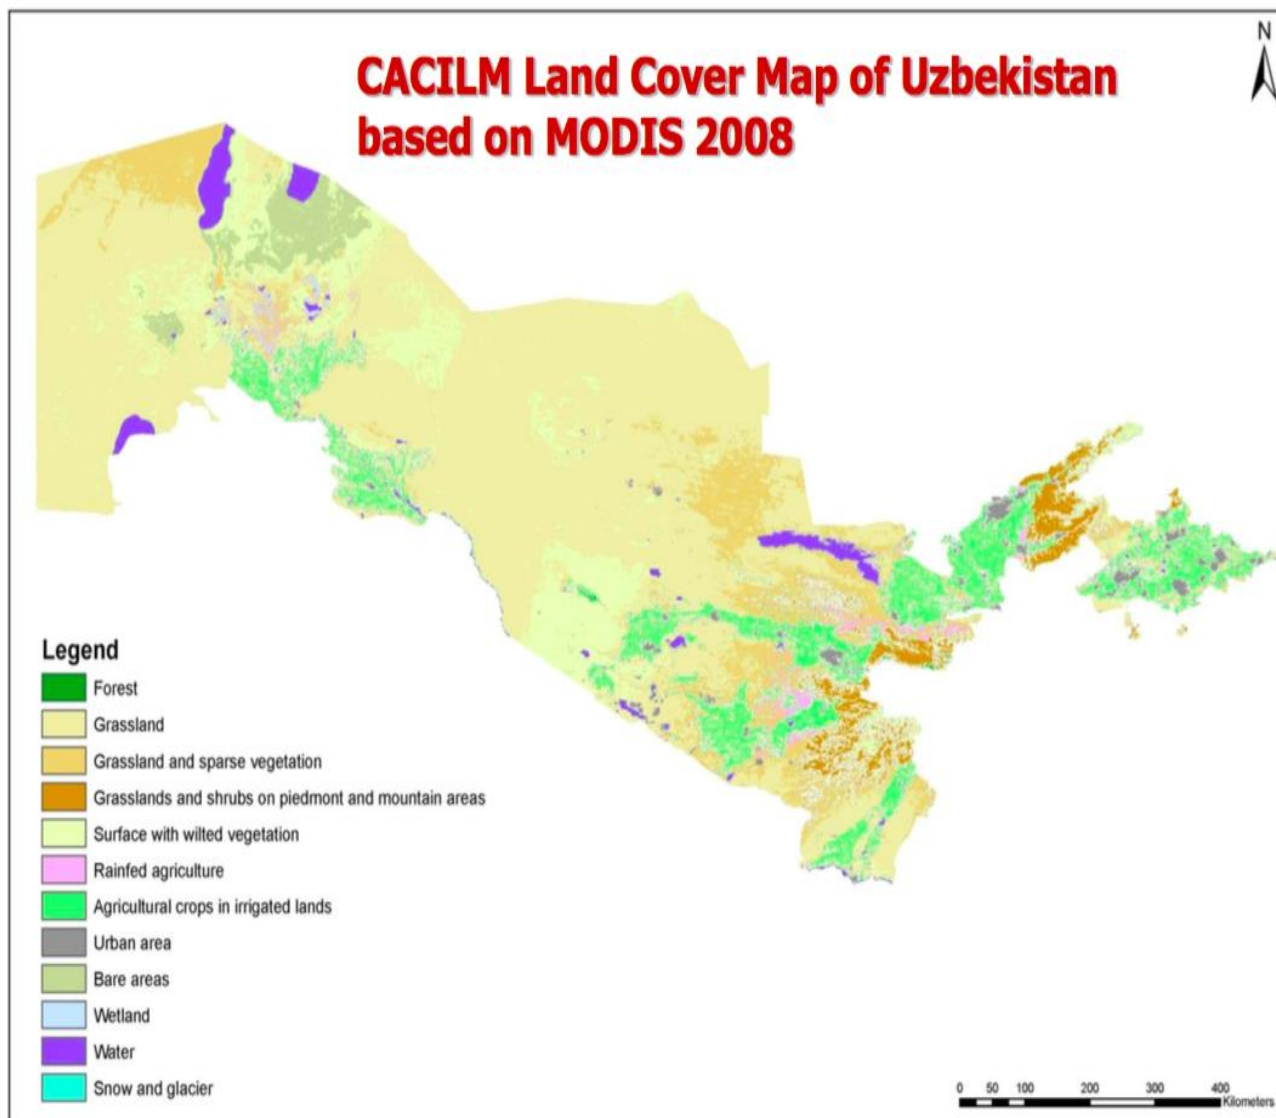 N
CACILM Land Cover Map of Uzbekistan
based on MODIS 2008
Legend
Forest
Grassland
Grassland and sparse vegetation
Grasslands and shrubs on piedmont and mountain areas
Surface with wilted vegetation
Rainfed agriculture
Agricultural crops in irrigated lands
Urban area
Bare areas
Wetland
Water
Snow and glacier
0 50 100 200 300 400
Kilometers